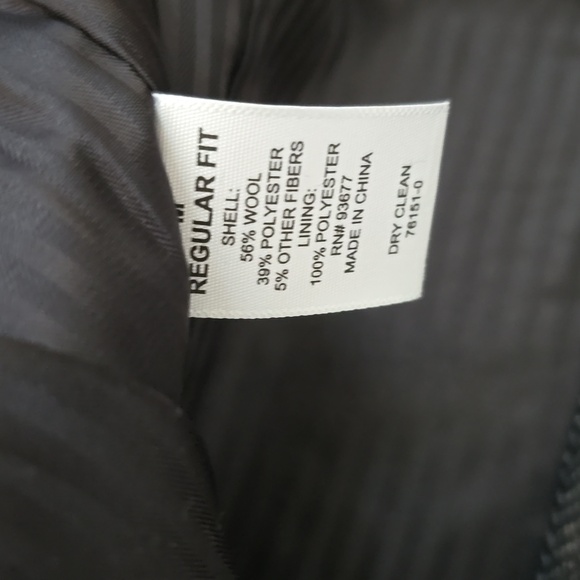 M
REGULAR FIT
SHELL:
56% WOOL
39% POLYESTER
5% OTHER FIBERS
LINING:
100% POLYESTER
RN# 93677
MADE IN CHINA
DRY CLEAN
76151-0